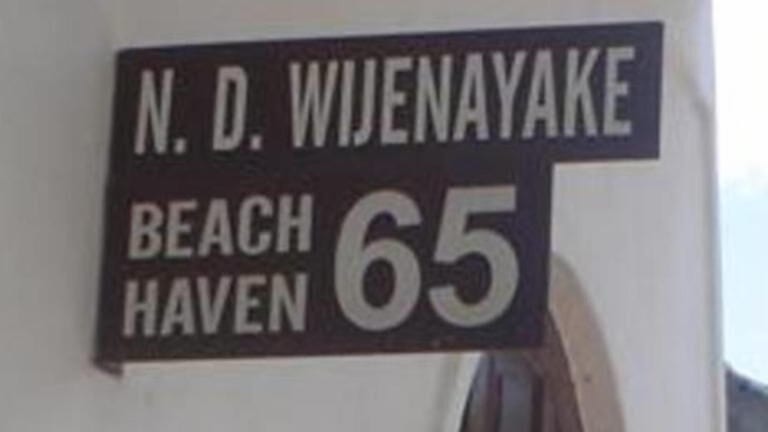 N. D. WIJENAYAKE
BEACH
HAVEN
65